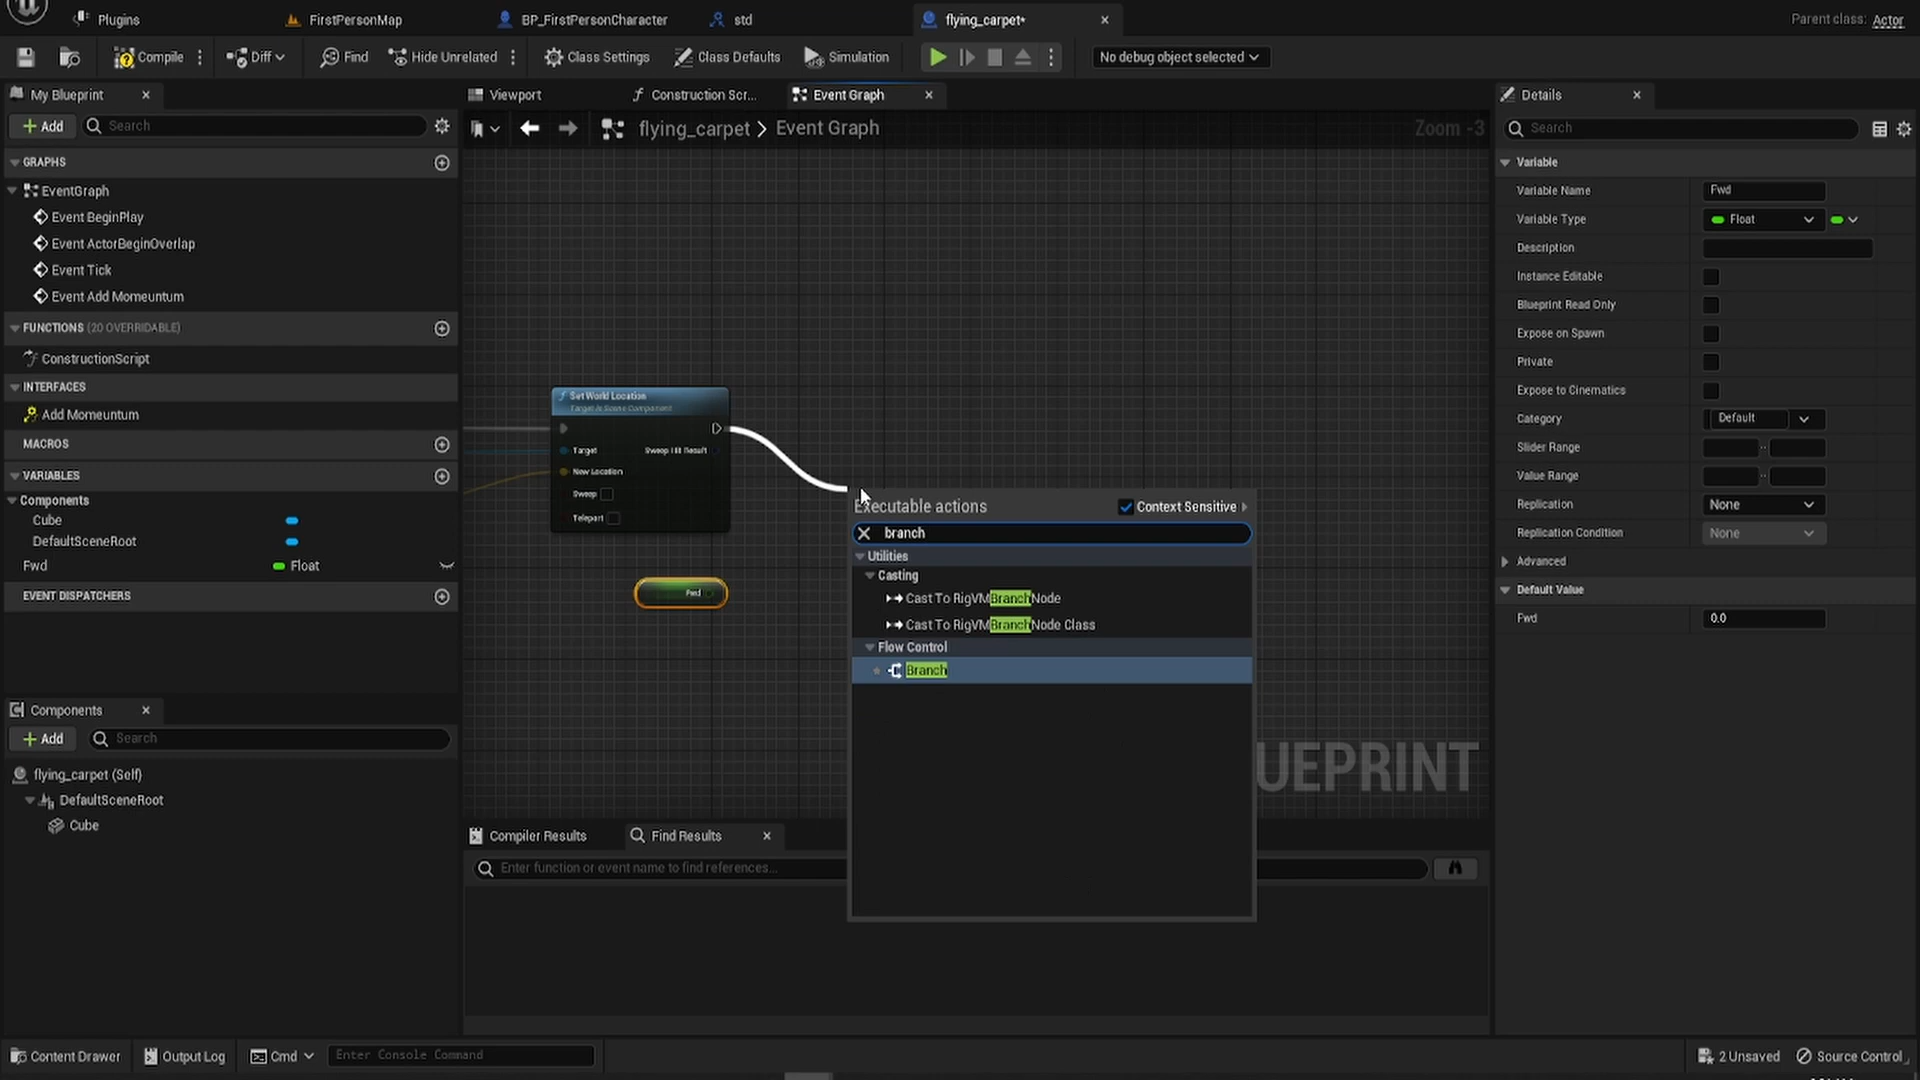 Plugins
FirstPersonMap
BP_FirstPersonCharacter
std
flying_carpet*
Parent class: Actor
Compile
Diff
Find
Hide Unrelated
Class Settings
Class Defaults
Simulation
No debug object selected
My Blueprint
Viewport
Construction Scr...
Event Graph
Details
Add
Search
flying_carpet > Event Graph
Zoom -3
Search
GRAPHS
EventGraph
Event BeginPlay
Event ActorBeginOverlap
Event Tick
Event Add Momeuntum
FUNCTIONS (20 OVERRIDABLE)
ConstructionScript
INTERFACES
Add Momeuntum
MACROS
VARIABLES
Components
Cube
DefaultSceneRoot
Fwd
Float
EVENT DISPATCHERS
Components
Add
Search
flying_carpet (Self)
DefaultSceneRoot
Cube
Set World Location
Target is Scene Component
Target
Sweep Hit Result
New Location
Sweep
Teleport
Fwd
Executable actions
Context Sensitive
branch
Utilities
Casting
Cast To RigVMBranchNode
Cast To RigVMBranchNode Class
Flow Control
Branch
UEPRINT
Compiler Results
Find Results
Enter function or event name to find references...
Variable
Variable Name
Fwd
Variable Type
Float
Description
Instance Editable
Blueprint Read Only
Expose on Spawn
Private
Expose to Cinematics
Category
Default
Slider Range
Value Range
Replication
None
Replication Condition
None
Advanced
Default Value
Fwd
0.0
Content Drawer
Output Log
Cmd
Enter Console Command
2 Unsaved
Source Control